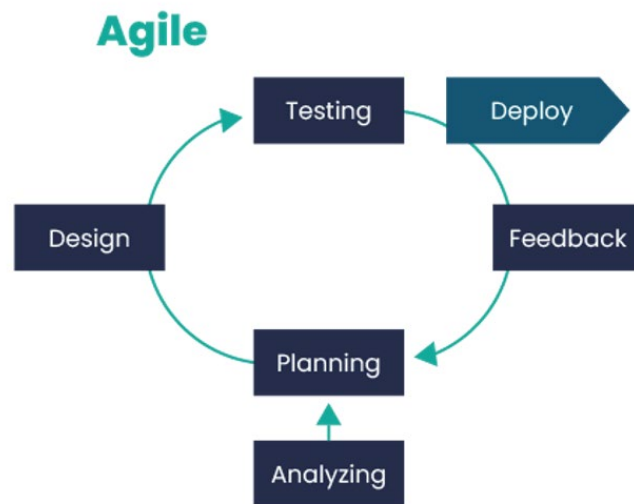 Agile
Testing
Deploy
Design
Feedback
Planning
Analyzing